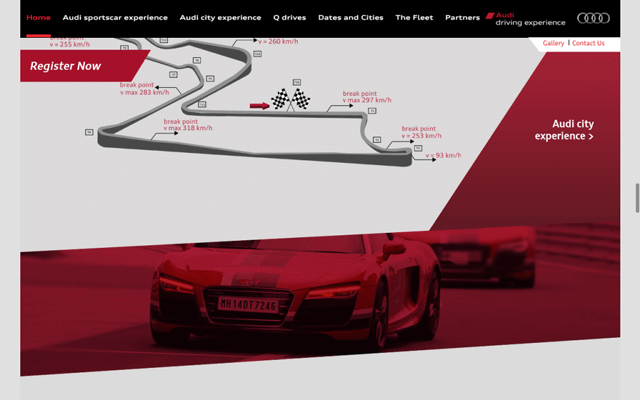 Home Audi sportscar experience Audi city experience Q drives Dates and Cities The Fleet Partners
Audi
driving experience
Gallery | Contact Us
v = 255 km/h
v = 260 km/h
Register Now
break point
v max 283 km/h
break point
v max 297 km/h
break point
v max 318 km/h
break point
v = 253 km/h
v = 93 km/h
Audi city
experience >
MH14DT7246